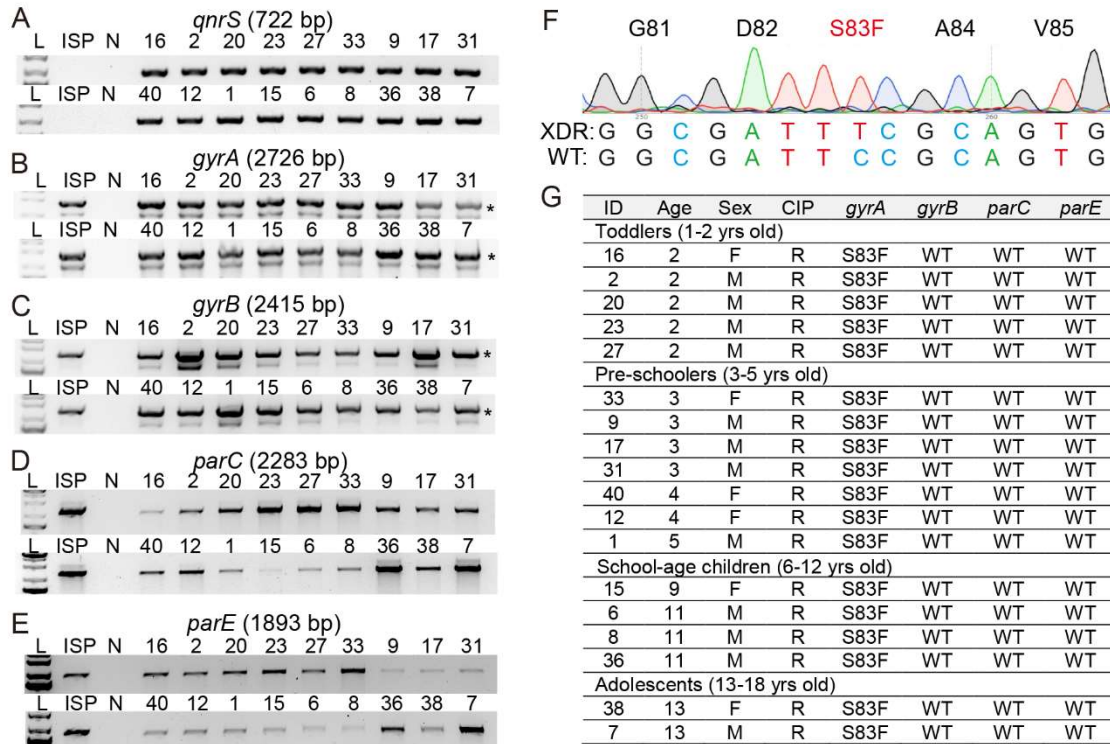 A
qnrS (722 bp)
L ISP N 16 2 20 23 27 33 9 17 31
L ISP N 40 12 1 15 6 8 36 38 7
B
gyrA (2726 bp)
L ISP N 16 2 20 23 27 33 9 17 31
*
L ISP N 40 12 1 15 6 8 36 38 7
*
C
gyrB (2415 bp)
L ISP N 16 2 20 23 27 33 9 17 31
*
L ISP N 40 12 1 15 6 8 36 38 7
*
D
parC (2283 bp)
L ISP N 16 2 20 23 27 33 9 17 31
L ISP N 40 12 1 15 6 8 36 38 7
E
parE (1893 bp)
L ISP N 16 2 20 23 27 33 9 17 31
L ISP N 40 12 1 15 6 8 36 38 7
F
G81 D82 S83F A84 V85
250 260
XDR: G G C G A T T T C G C A G T G
WT: G G C G A T T C C G C A G T G
G
ID Age Sex CIP gyrA gyrB parC parE
Toddlers (1-2 yrs old)
16 2 F R S83F WT WT WT
2 2 M R S83F WT WT WT
20 2 M R S83F WT WT WT
23 2 M R S83F WT WT WT
27 2 M R S83F WT WT WT
Pre-schoolers (3-5 yrs old)
33 3 F R S83F WT WT WT
9 3 M R S83F WT WT WT
17 3 M R S83F WT WT WT
31 3 M R S83F WT WT WT
40 4 F R S83F WT WT WT
12 4 F R S83F WT WT WT
1 5 M R S83F WT WT WT
School-age children (6-12 yrs old)
15 9 F R S83F WT WT WT
6 11 M R S83F WT WT WT
8 11 M R S83F WT WT WT
36 11 M R S83F WT WT WT
Adolescents (13-18 yrs old)
38 13 F R S83F WT WT WT
7 13 M R S83F WT WT WT